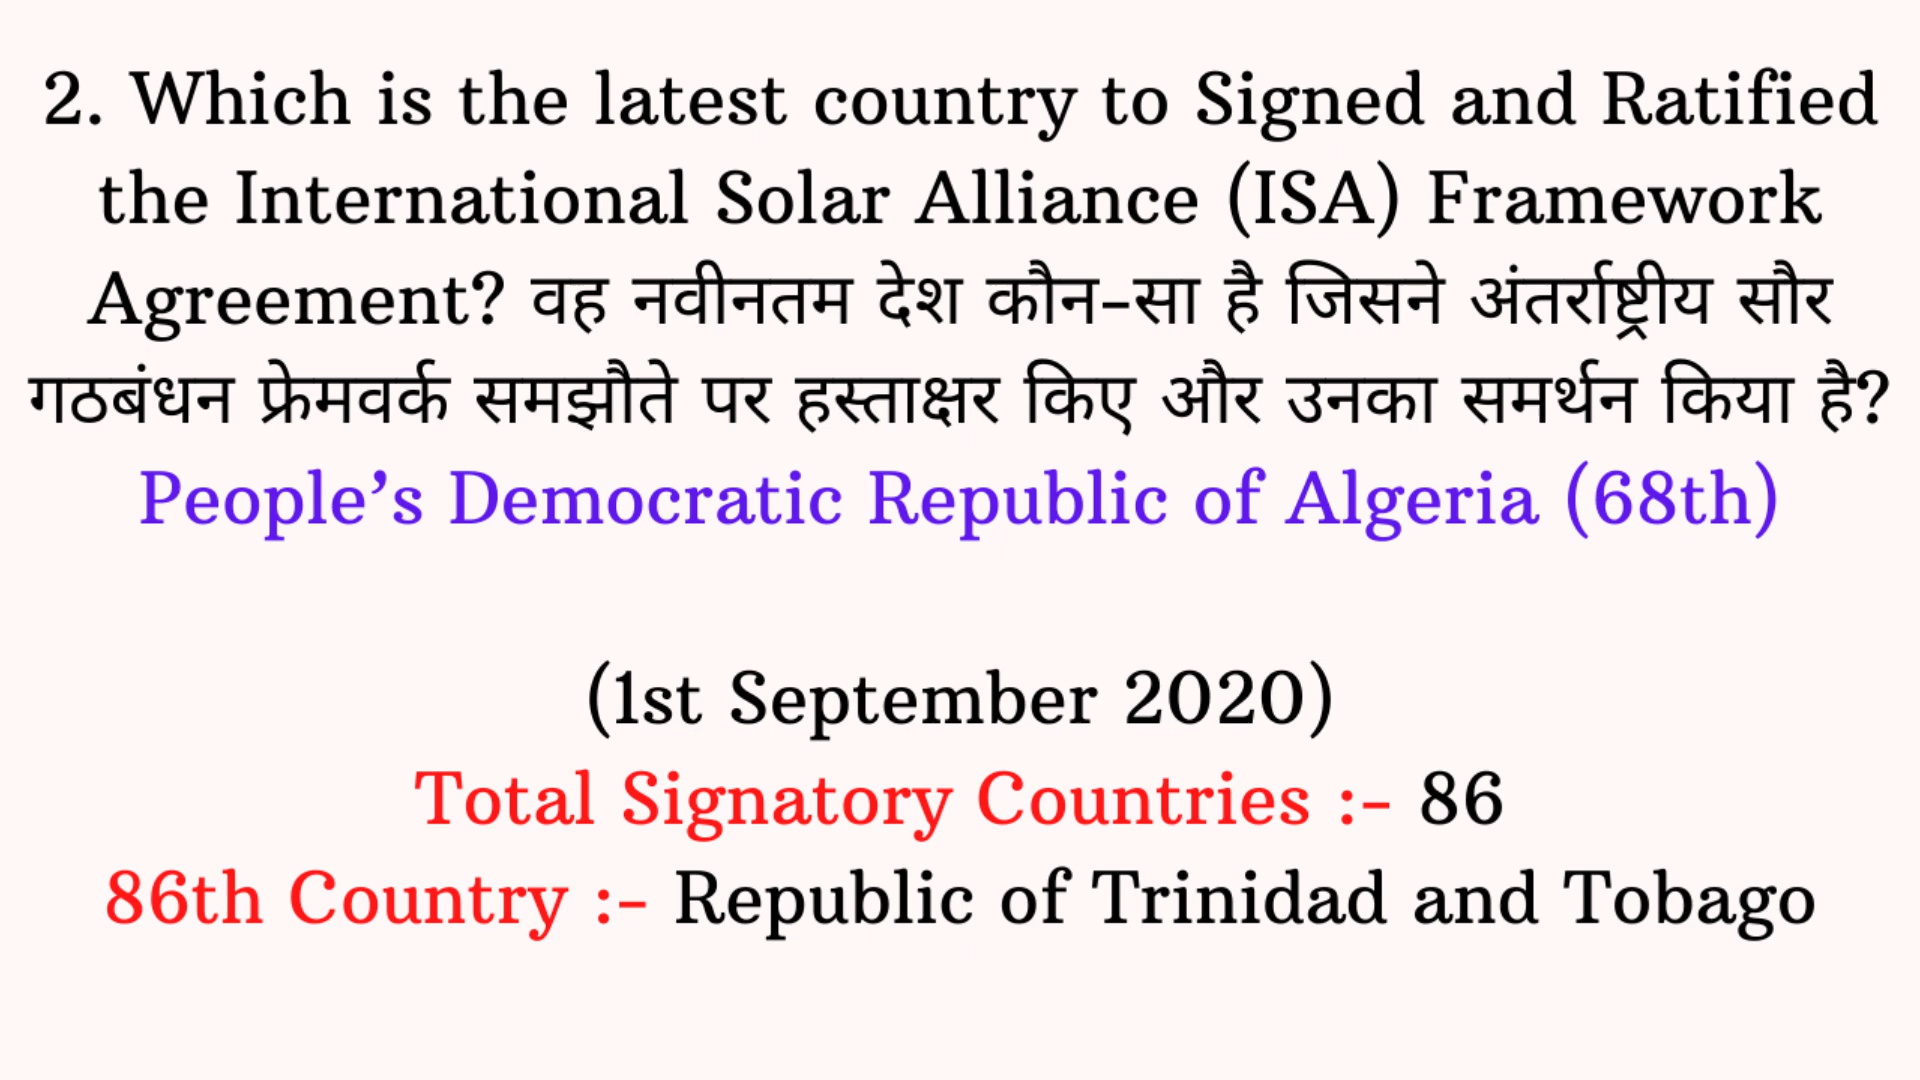 2. Which is the latest country to Signed and Ratified
the International Solar Alliance (ISA) Framework
Agreement? वह नवीनतम देश कौन-सा है जिसने अंतर्राष्ट्रीय सौर
गठबंधन फ्रेमवर्क समझौते पर हस्ताक्षर किए और उनका समर्थन किया है?
People’s Democratic Republic of Algeria (68th)
(1st September 2020)
Total Signatory Countries :- 86
86th Country :- Republic of Trinidad and Tobago